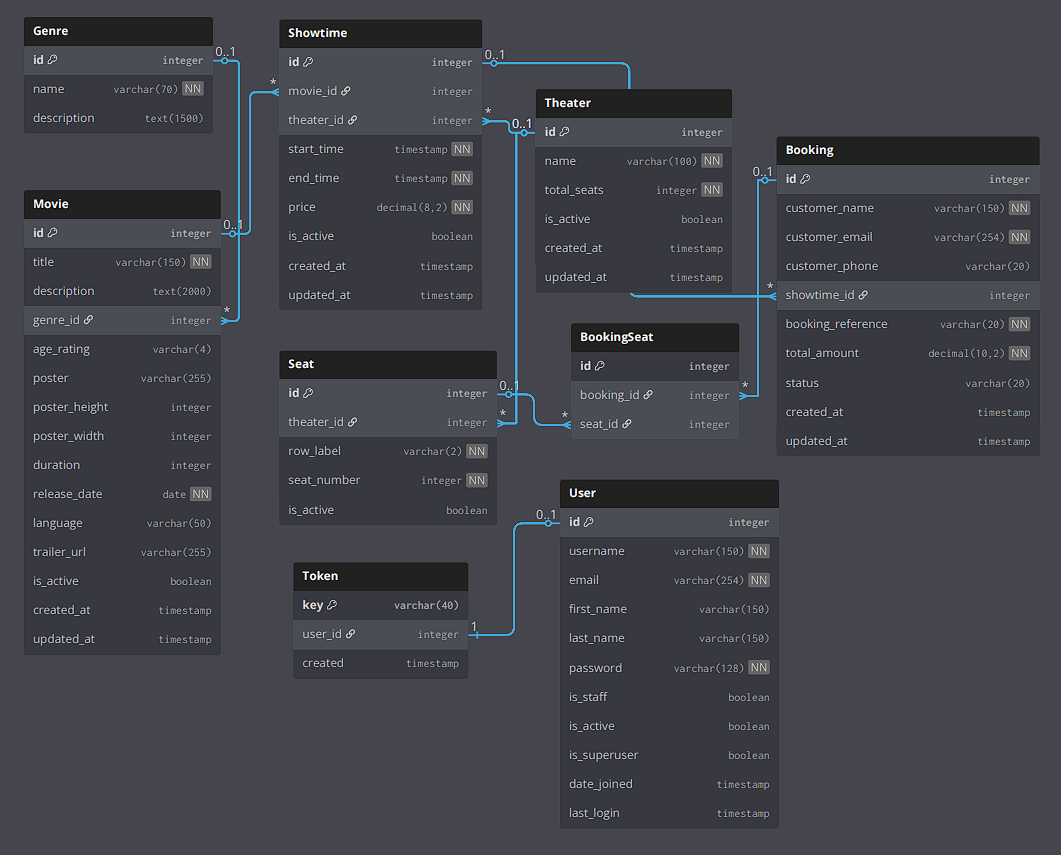 Genre
id integer
name varchar(70) NN
description text(1500)
0..1
Showtime
id integer
movie_id integer
theater_id integer
start_time timestamp NN
end_time timestamp NN
price decimal(8,2) NN
is_active boolean
created_at timestamp
updated_at timestamp
0..1
*
*
Theater
id integer
name varchar(100) NN
total_seats integer NN
is_active boolean
created_at timestamp
updated_at timestamp
0..1
Booking
id integer
customer_name varchar(150) NN
customer_email varchar(254) NN
customer_phone varchar(20)
showtime_id integer
booking_reference varchar(20) NN
total_amount decimal(10,2) NN
status varchar(20)
created_at timestamp
updated_at timestamp
0..1
*
Movie
id integer
title varchar(150) NN
description text(2000)
genre_id integer
age_rating varchar(4)
poster varchar(255)
poster_height integer
poster_width integer
duration integer
release_date date NN
language varchar(50)
trailer_url varchar(255)
is_active boolean
created_at timestamp
updated_at timestamp
0..1
*
Seat
id integer
theater_id integer
row_label varchar(2) NN
seat_number integer NN
is_active boolean
0..1
*
BookingSeat
id integer
booking_id integer
seat_id integer
*
*
Token
key varchar(40)
user_id integer
created timestamp
1
User
id integer
username varchar(150) NN
email varchar(254) NN
first_name varchar(150)
last_name varchar(150)
password varchar(128) NN
is_staff boolean
is_active boolean
is_superuser boolean
date_joined timestamp
last_login timestamp
0..1